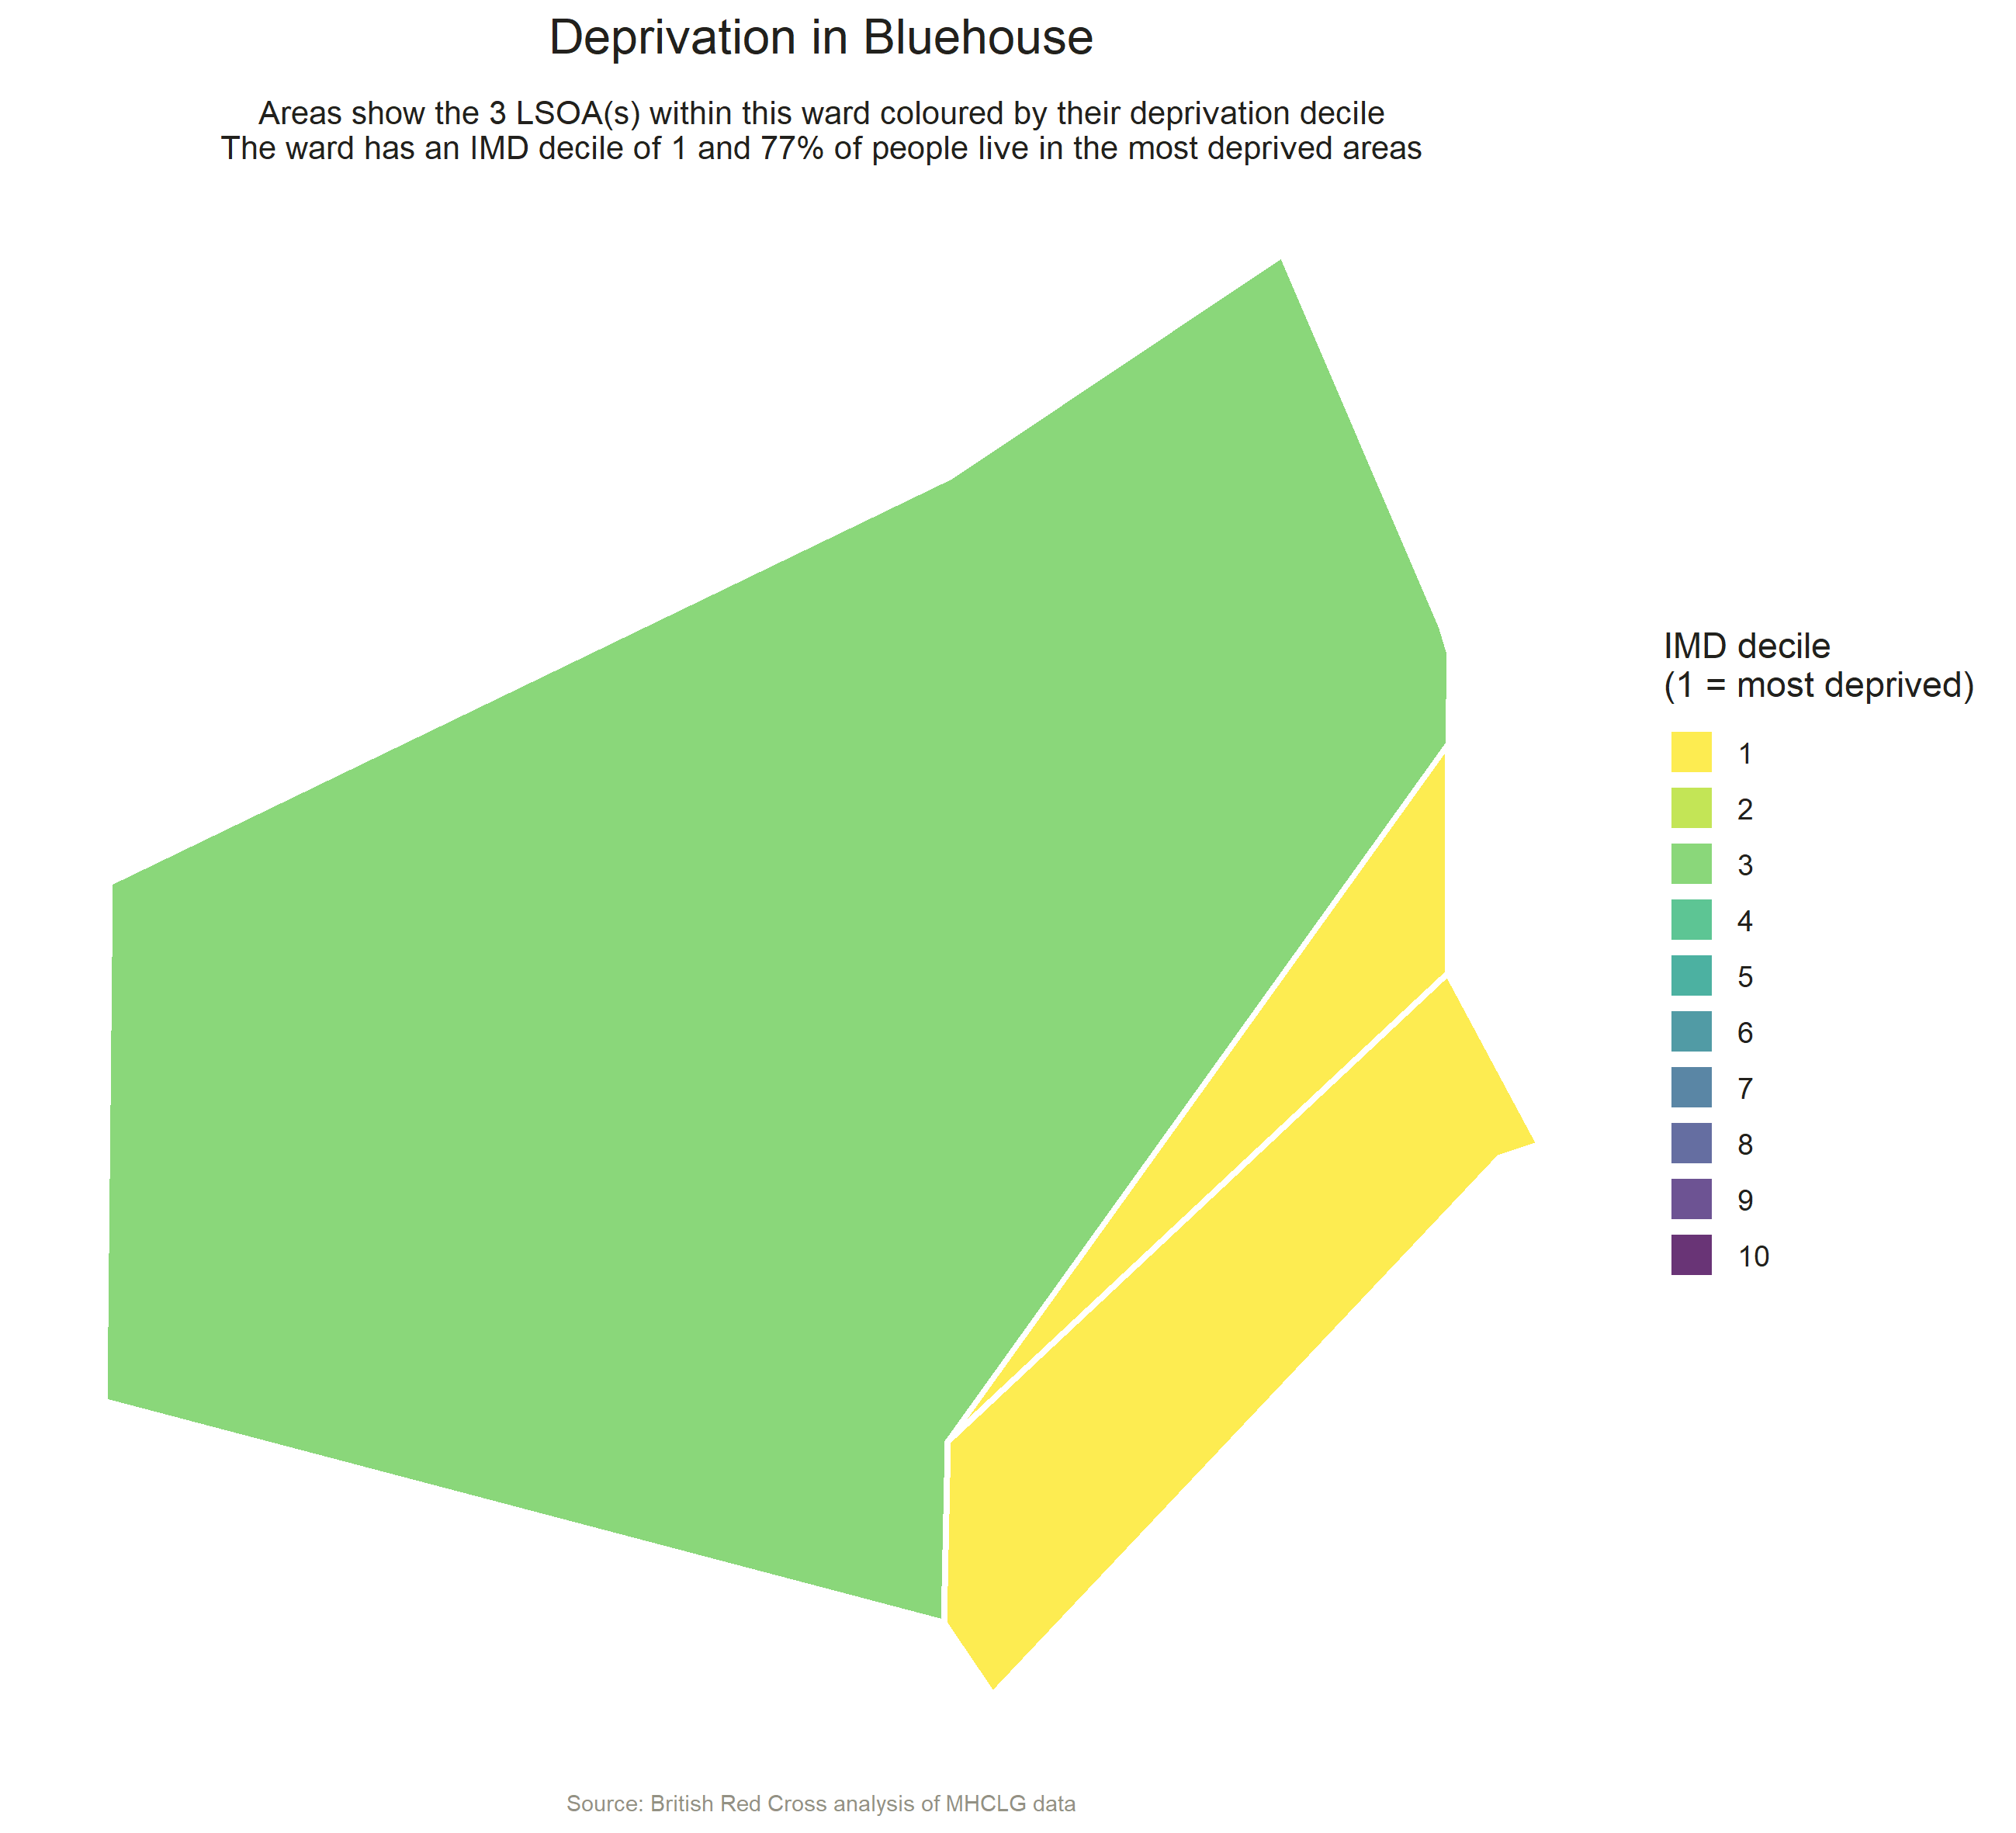 Deprivation in Bluehouse
Areas show the 3 LSOA(s) within this ward coloured by their deprivation decile
The ward has an IMD decile of 1 and 77% of people live in the most deprived areas
IMD decile
(1 = most deprived)
1
2
3
4
5
6
7
8
9
10
Source: British Red Cross analysis of MHCLG data